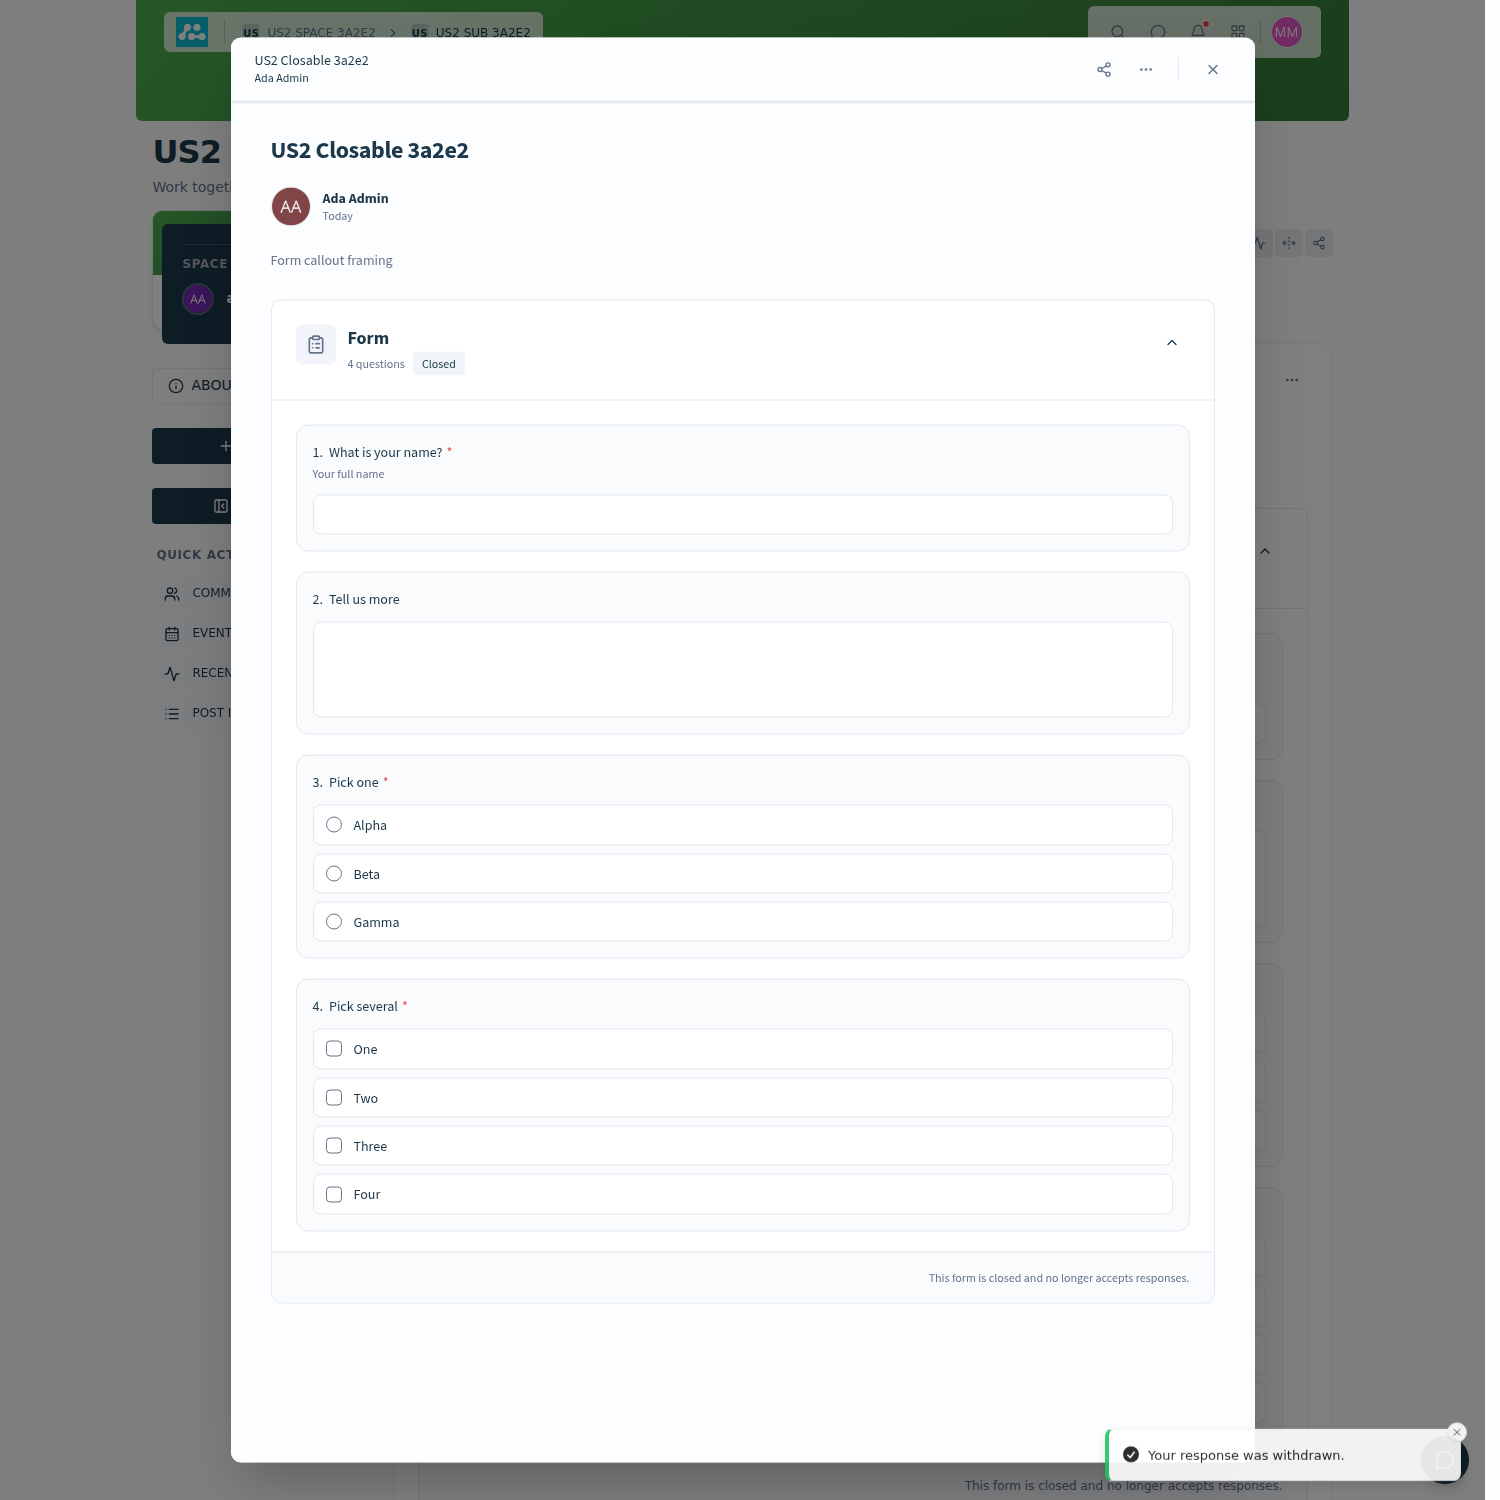 US US2 SPACE 3A2E2 > US US2 SUB 3A2E2
MM
US2 Closable 3a2e2
Ada Admin
US2
US2 Closable 3a2e2
AA Ada Admin
Today
Form callout framing
SPACE
AA
ABOU
QUICK ACT
COMM
EVENT
RECEN
POST
Form
4 questions Closed
1. What is your name? *
Your full name
2. Tell us more
3. Pick one *
Alpha
Beta
Gamma
4. Pick several *
One
Two
Three
Four
This form is closed and no longer accepts responses.
Your response was withdrawn.
This form is closed and no longer accepts responses.